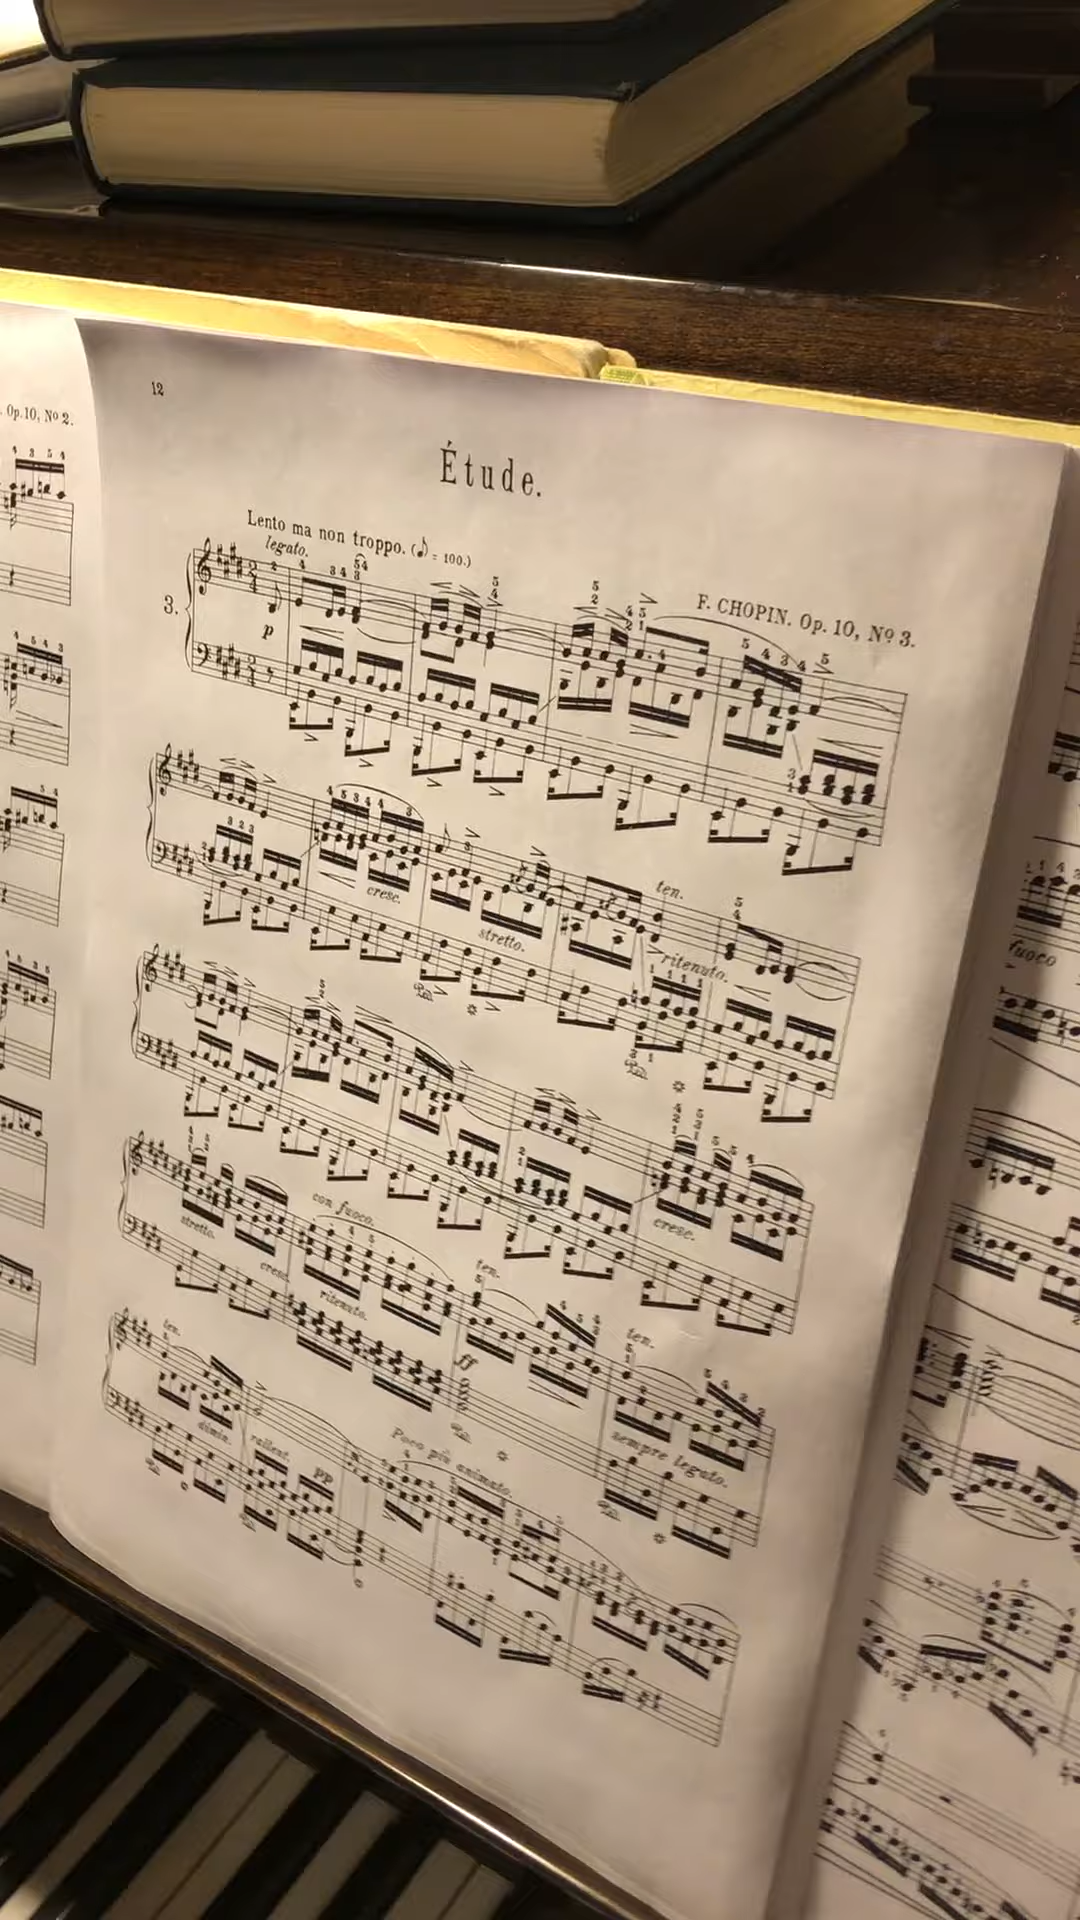 Op.10, Nº 2.
12
Étude.
Lento ma non troppo. (♪ = 100.)
legato.
F. CHOPIN. Op. 10, Nº 3.
3.
p
cresc.
stretto.
ten.
ritenuto.
cresc.
stretto.
cresc.
con fuoco.
ritenuto.
ten.
ff
ten.
sempre legato.
ten.
dimin.
rallent.
pp
Poco più animato.
fuoco